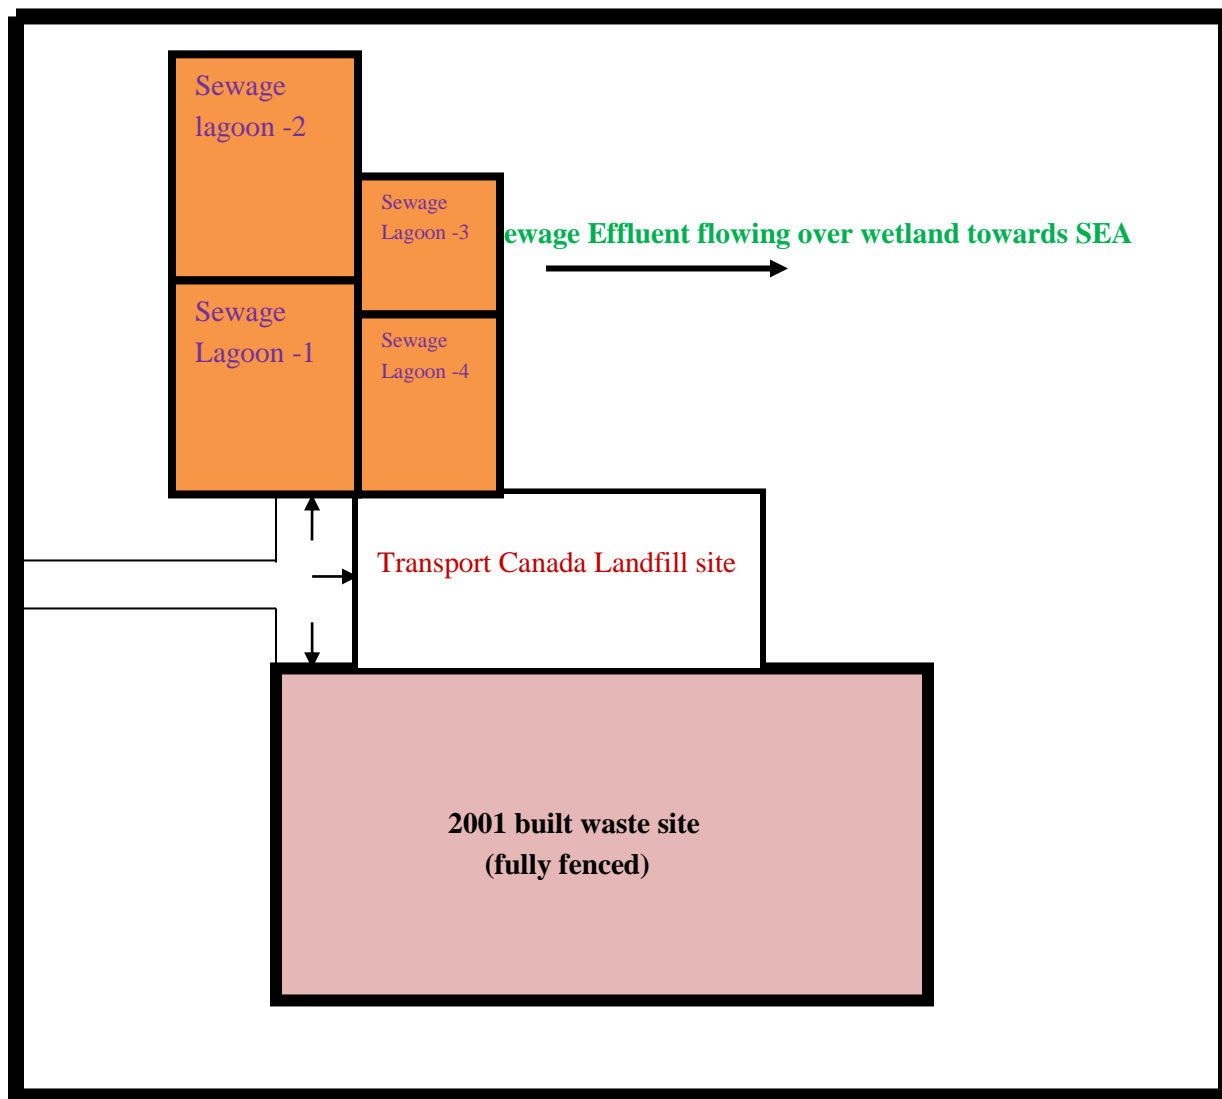 Sewage
lagoon -2
Sewage
Lagoon -3
ewage Effluent flowing over wetland towards SEA
Sewage
Lagoon -1
Sewage
Lagoon -4
Transport Canada Landfill site
2001 built waste site
(fully fenced)